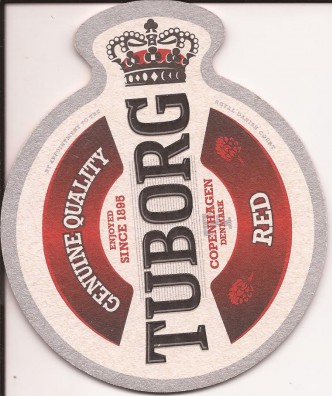 BY APPOINTMENT TO THE
ROYAL DANISH COURT
TUBORG
GENUINE QUALITY
ENJOYED
SINCE 1895
COPENHAGEN
DENMARK
RED